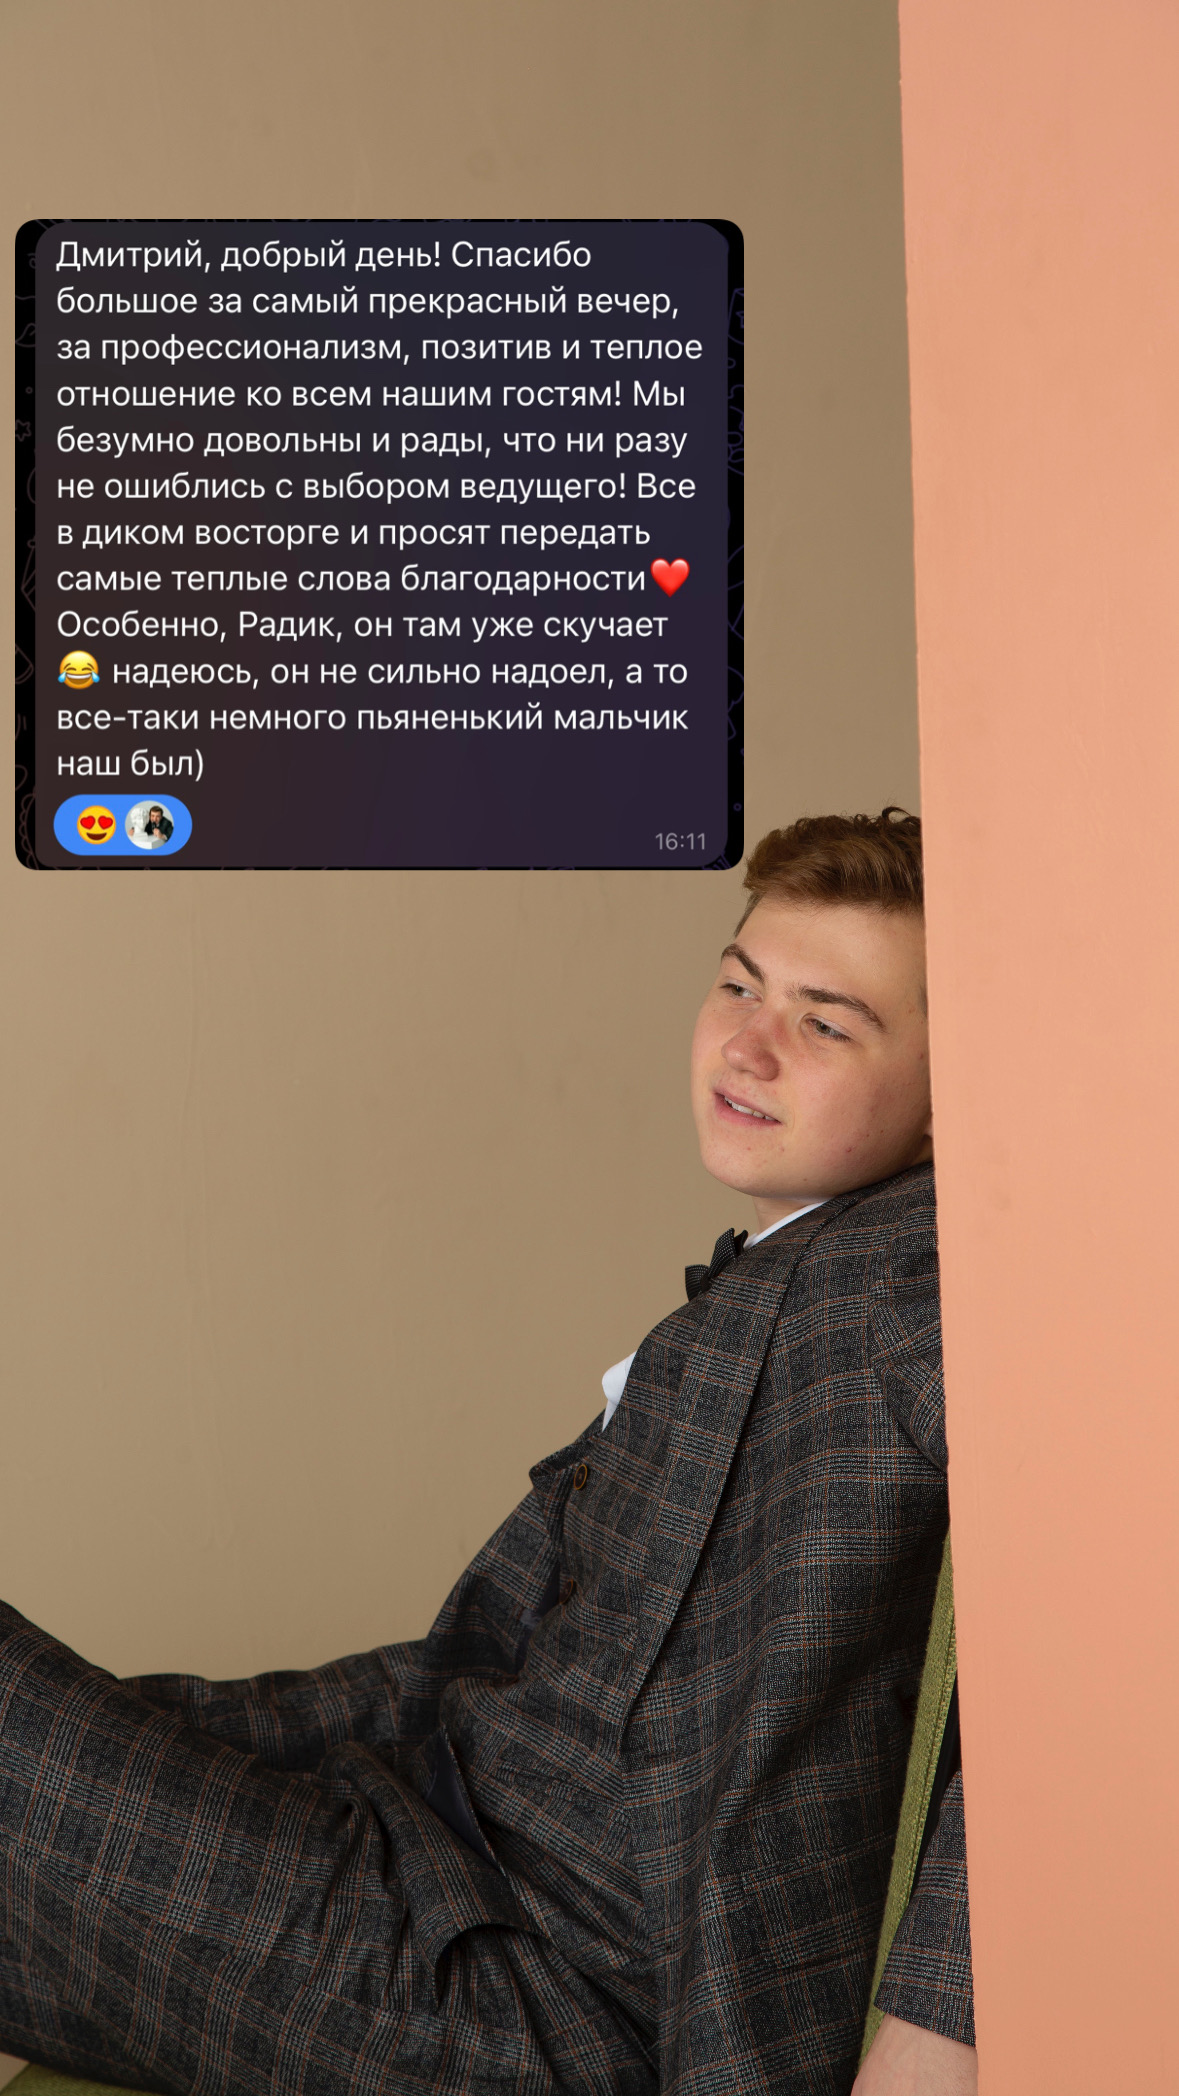 Дмитрий, добрый день! Спасибо
большое за самый прекрасный вечер,
за профессионализм, позитив и теплое
отношение ко всем нашим гостям! Мы
безумно довольны и рады, что ни разу
не ошиблись с выбором ведущего! Все
в диком восторге и просят передать
самые теплые слова благодарности❤️
Особенно, Радик, он там уже скучает
😂 надеюсь, он не сильно надоел, а то
все-таки немного пьяненький мальчик
наш был)
16:11